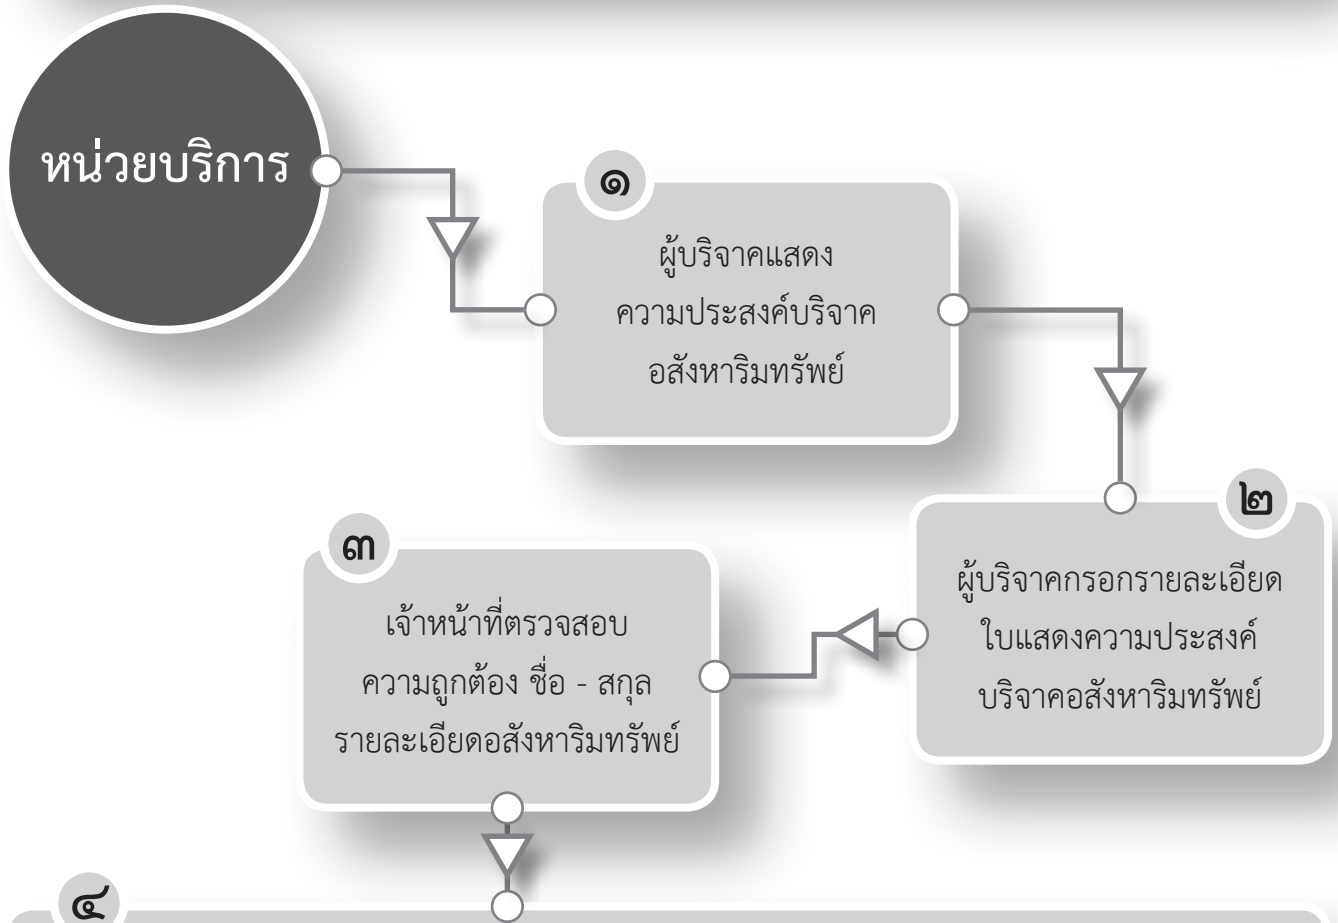 หน่วยบริการ
๑
ผู้บริจาคแสดง
ความประสงค์บริจาค
อสังหาริมทรัพย์
๒
ผู้บริจาคกรอกรายละเอียด
ใบแสดงความประสงค์
บริจาคอสังหาริมทรัพย์
๓
เจ้าหน้าที่ตรวจสอบ
ความถูกต้อง ชื่อ - สกุล
รายละเอียดอสังหาริมทรัพย์
๔